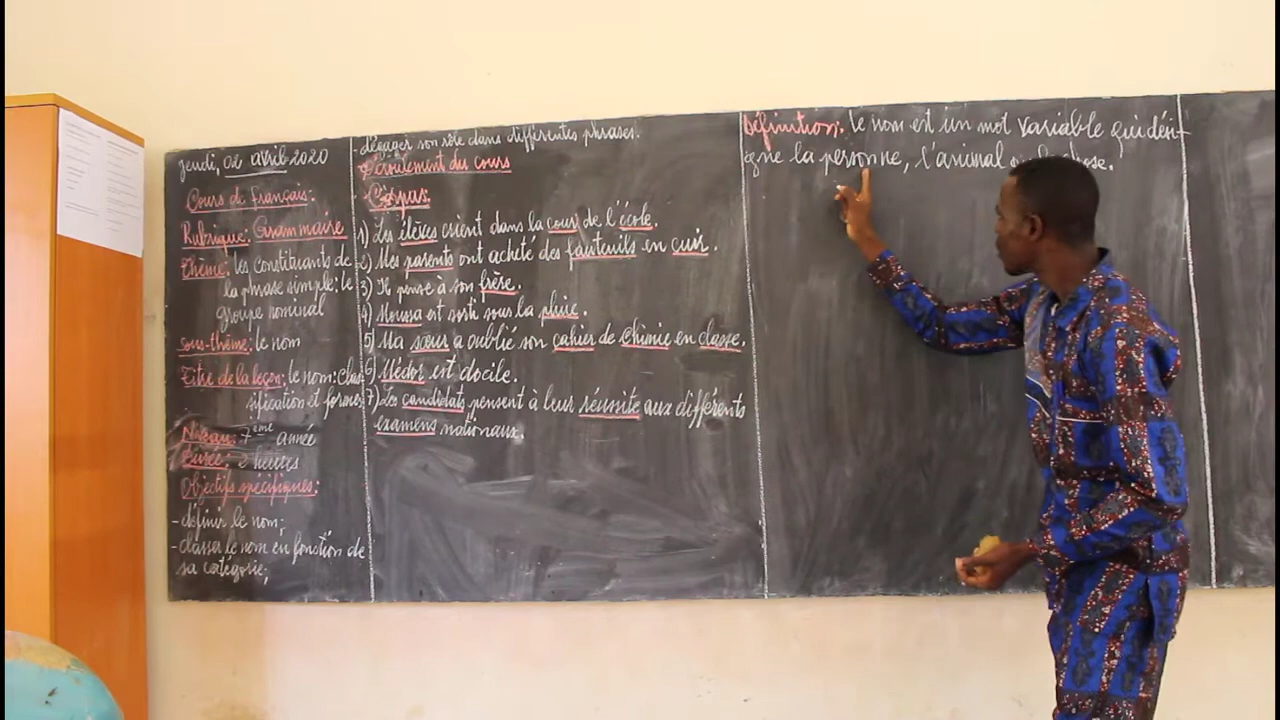 jeudi, 02 avril 2020
Cours de français:
Rubrique: Grammaire
Thème: les constituants de
la phrase simple: le
groupe nominal
sous-thème: le nom
Titre de la leçon: le nom: clas
sification et formes
Niveau: 7ème année
Durée: 2 heures
Objectifs spécifiques:
- définir le nom;
- classer le nom en fonction de
sa catégorie;
- dégager son rôle dans différentes phrases.
Déroulement du cours
Corpus:
1) Les élèves crient dans la cour de l'école.
2) Mes parents ont acheté des fauteuils en cuir.
3) Il pense à son frère.
4) Moussa est sorti sous la pluie.
5) Ma sœur a oublié son cahier de chimie en classe.
6) Médor est docile.
7) Les candidats pensent à leur réussite aux différents
examens nationaux.
Définition: le nom est un mot variable qui dési-
gne la personne, l'animal